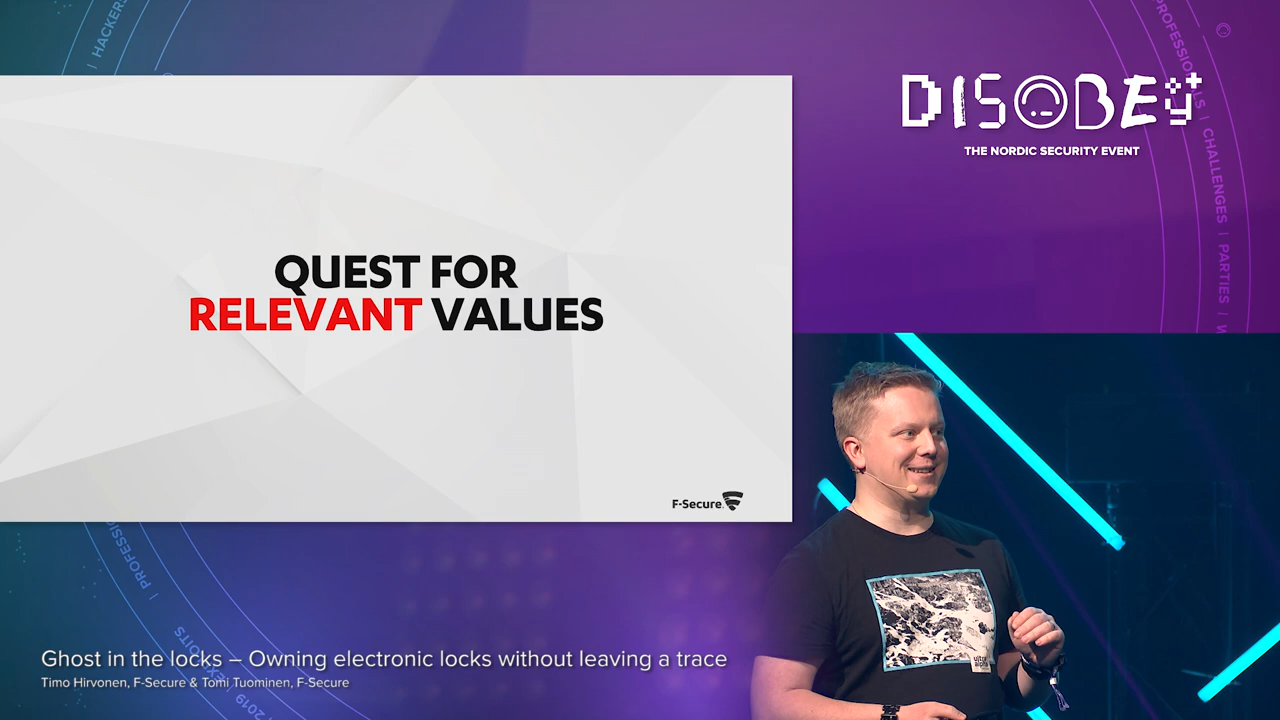 HACKERS
PROFESSIONALS | CHALLENGES | PARTIES |
DISOBEY
THE NORDIC SECURITY EVENT
QUEST FOR
RELEVANT VALUES
F-Secure.
Ghost in the locks – Owning electronic locks without leaving a trace
Timo Hirvonen, F-Secure & Tomi Tuominen, F-Secure
2019